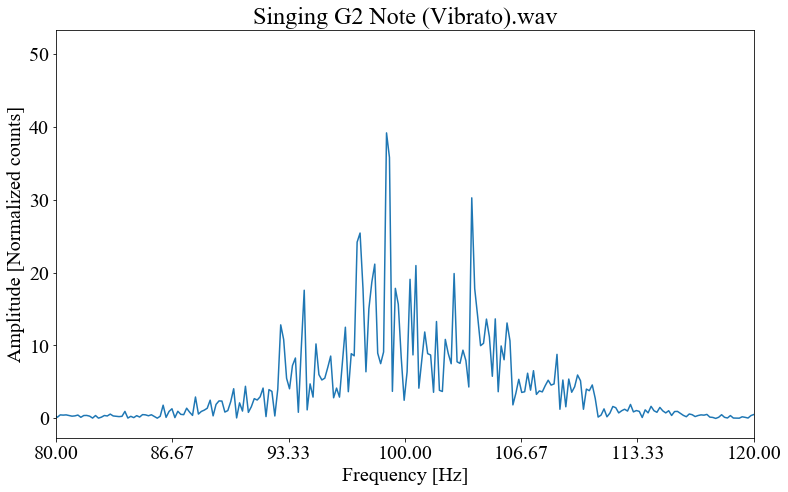 Singing G2 Note (Vibrato).wav
Amplitude [Normalized counts]
50
40
30
20
10
0
80.00 86.67 93.33 100.00 106.67 113.33 120.00
Frequency [Hz]